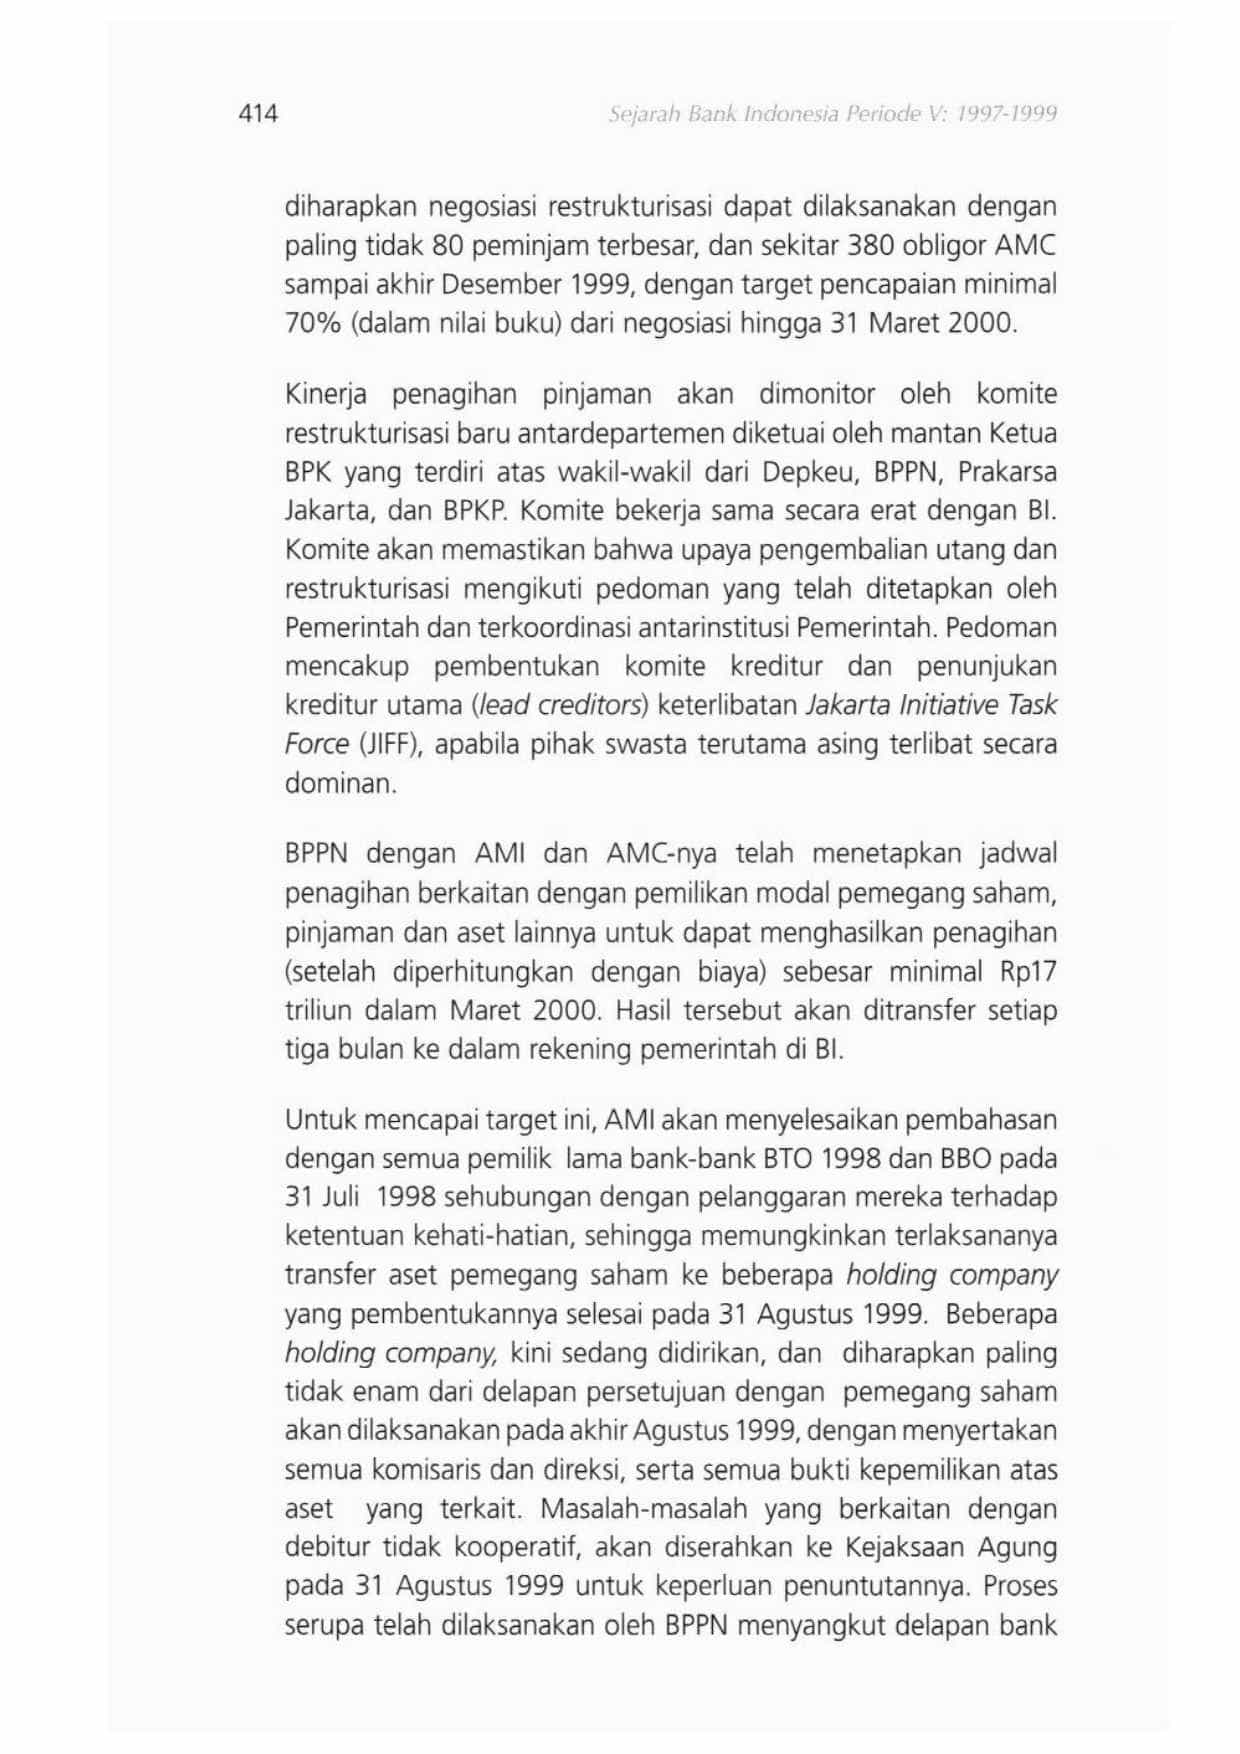 414
Sejarah Bank Indonesia Periode V: 1997-1999
diharapkan negosiasi restrukturisasi dapat dilaksanakan dengan
paling tidak 80 peminjam terbesar, dan sekitar 380 obligor AMC
sampai akhir Desember 1999, dengan target pencapaian minimal
70% (dalam nilai buku) dari negosiasi hingga 31 Maret 2000.
Kinerja penagihan pinjaman akan dimonitor oleh komite
restrukturisasi baru antardepartemen diketuai oleh mantan Ketua
BPK yang terdiri atas wakil-wakil dari Depkeu, BPPN, Prakarsa
Jakarta, dan BPKP. Komite bekerja sama secara erat dengan BI.
Komite akan memastikan bahwa upaya pengembalian utang dan
restrukturisasi mengikuti pedoman yang telah ditetapkan oleh
Pemerintah dan terkoordinasi antarinstitusi Pemerintah. Pedoman
mencakup pembentukan komite kreditur dan penunjukan
kreditur utama (lead creditors) keterlibatan Jakarta Initiative Task
Force (JIFF), apabila pihak swasta terutama asing terlibat secara
dominan.
BPPN dengan AMI dan AMC-nya telah menetapkan jadwal
penagihan berkaitan dengan pemilikan modal pemegang saham,
pinjaman dan aset lainnya untuk dapat menghasilkan penagihan
(setelah diperhitungkan dengan biaya) sebesar minimal Rp17
triliun dalam Maret 2000. Hasil tersebut akan ditransfer setiap
tiga bulan ke dalam rekening pemerintah di BI.
Untuk mencapai target ini, AMI akan menyelesaikan pembahasan
dengan semua pemilik lama bank-bank BTO 1998 dan BBO pada
31 Juli 1998 sehubungan dengan pelanggaran mereka terhadap
ketentuan kehati-hatian, sehingga memungkinkan terlaksananya
transfer aset pemegang saham ke beberapa holding company
yang pembentukannya selesai pada 31 Agustus 1999. Beberapa
holding company, kini sedang didirikan, dan diharapkan paling
tidak enam dari delapan persetujuan dengan pemegang saham
akan dilaksanakan pada akhir Agustus 1999, dengan menyertakan
semua komisaris dan direksi, serta semua bukti kepemilikan atas
aset yang terkait. Masalah-masalah yang berkaitan dengan
debitur tidak kooperatif, akan diserahkan ke Kejaksaan Agung
pada 31 Agustus 1999 untuk keperluan penuntutannya. Proses
serupa telah dilaksanakan oleh BPPN menyangkut delapan bank